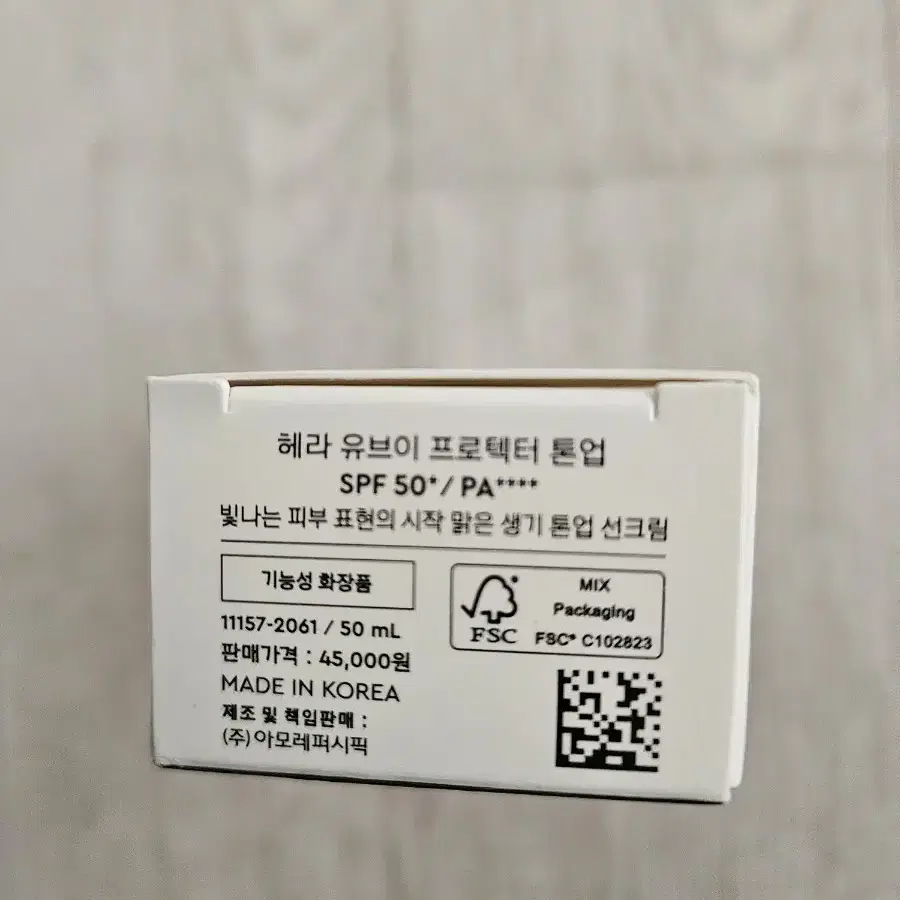 헤라 유브이 프로텍터 톤업
SPF 50+/ PA++++
빛나는 피부 표현의 시작 맑은 생기 톤업 선크림
기능성 화장품
11157-2061 / 50 mL
판매가격 : 45,000원
MADE IN KOREA
제조 및 책임판매 :
(주)아모레퍼시픽
FSC
MIX
Packaging
FSC® C102823